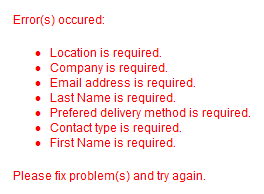 Error(s) occured:
Location is required.
Company is required.
Email address is required.
Last Name is required.
Prefered delivery method is required.
Contact type is required.
First Name is required.
Please fix problem(s) and try again.